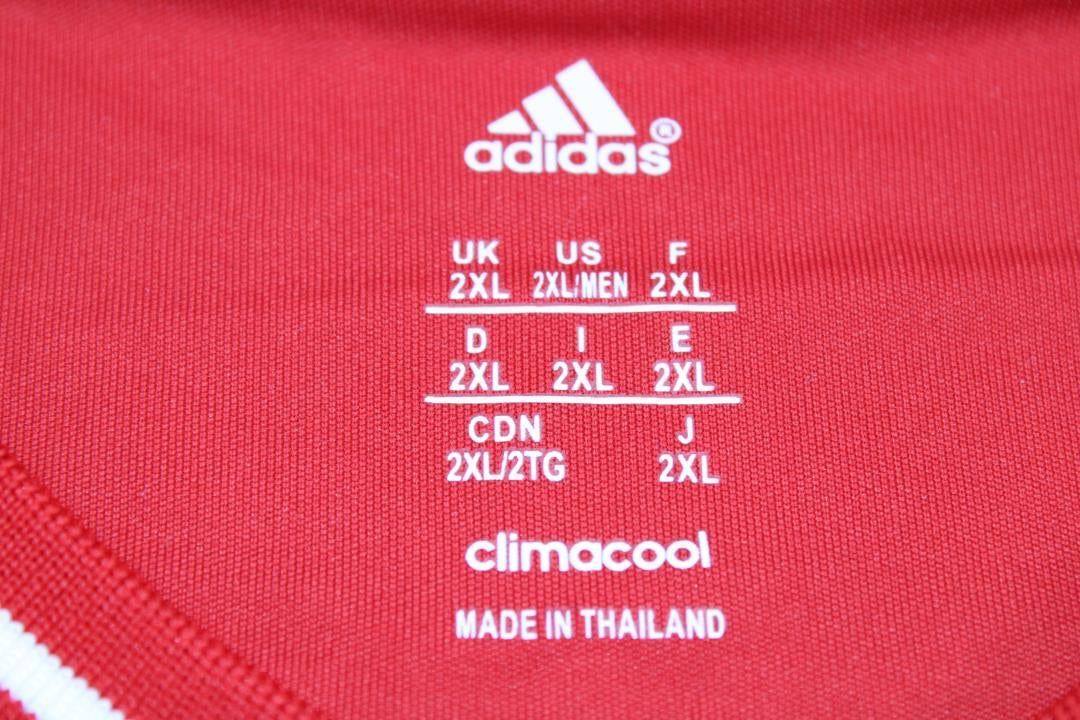 adidas®
UK US F
2XL 2XL/MEN 2XL
D I E
2XL 2XL 2XL
CDN J
2XL/2TG 2XL
climacool
MADE IN THAILAND